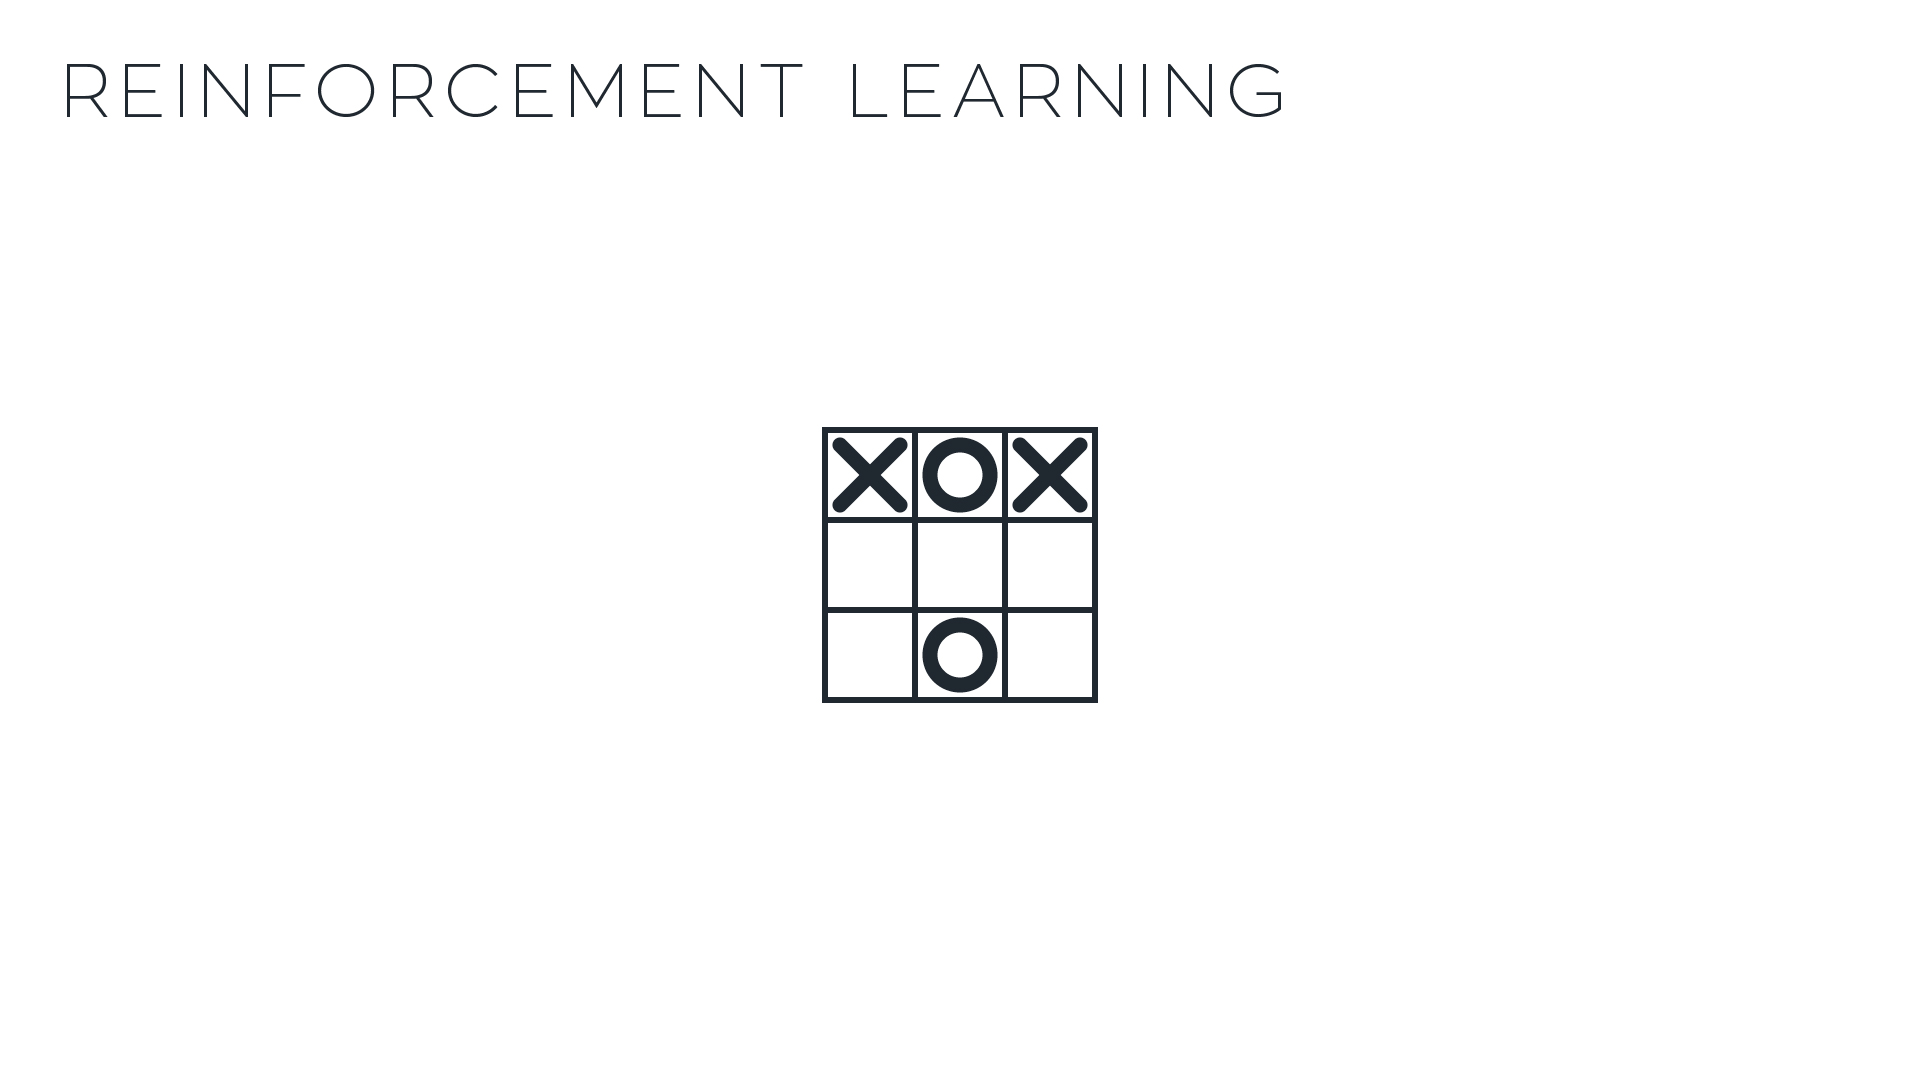 REINFORCEMENT LEARNING
X O X
O